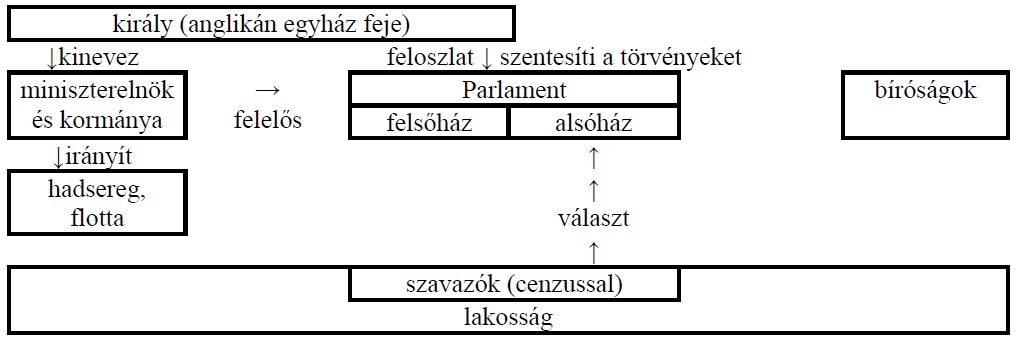 király (anglikán egyház feje)
↓kinevez feloszlat ↓ szentesíti a törvényeket
miniszterelnök → Parlament bíróságok
és kormánya felelős felsőház alsóház
↓irányít ↑
hadsereg, ↑
flotta választ
↑
szavazók (cenzussal)
lakosság